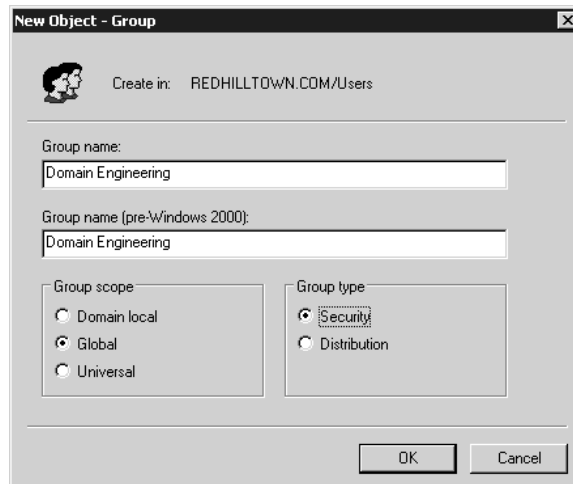 New Object - Group
Create in: REDHILLTOWN.COM/Users
Group name:
Domain Engineering
Group name (pre-Windows 2000):
Domain Engineering
Group scope
Domain local
Global
Universal
Group type
Security
Distribution
OK
Cancel